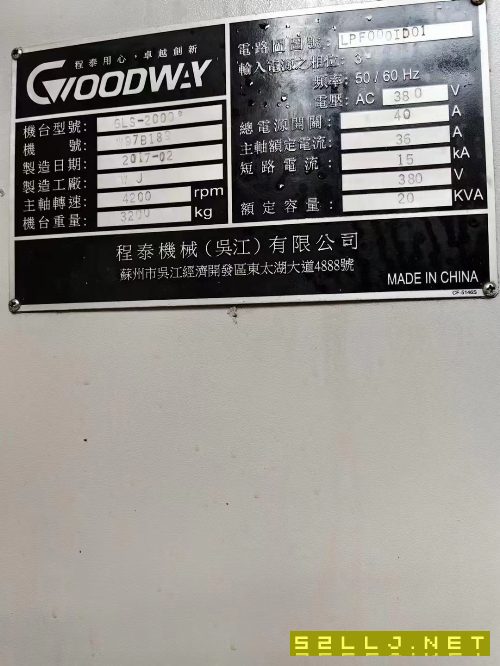 程泰用心，卓越創新
GOODWAY
機台型號: GLS-2000
機 號:
製造日期: 2017-02
製造工廠: W J
主軸轉速: 4200 rpm
機台重量: 3200 kg
電路圖圖號: LPF0001D01
輸入電源之相位: 3
頻率: 50 / 60 Hz
電壓: AC 380 V
總電源開關: 40 A
主軸額定電流: 36 A
短路電流: 15 kA
380 V
額定容量: 20 KVA
程泰機械(吳江)有限公司
蘇州市吳江經濟開發區東太湖大道4888號
MADE IN CHINA
52LLJ.NET